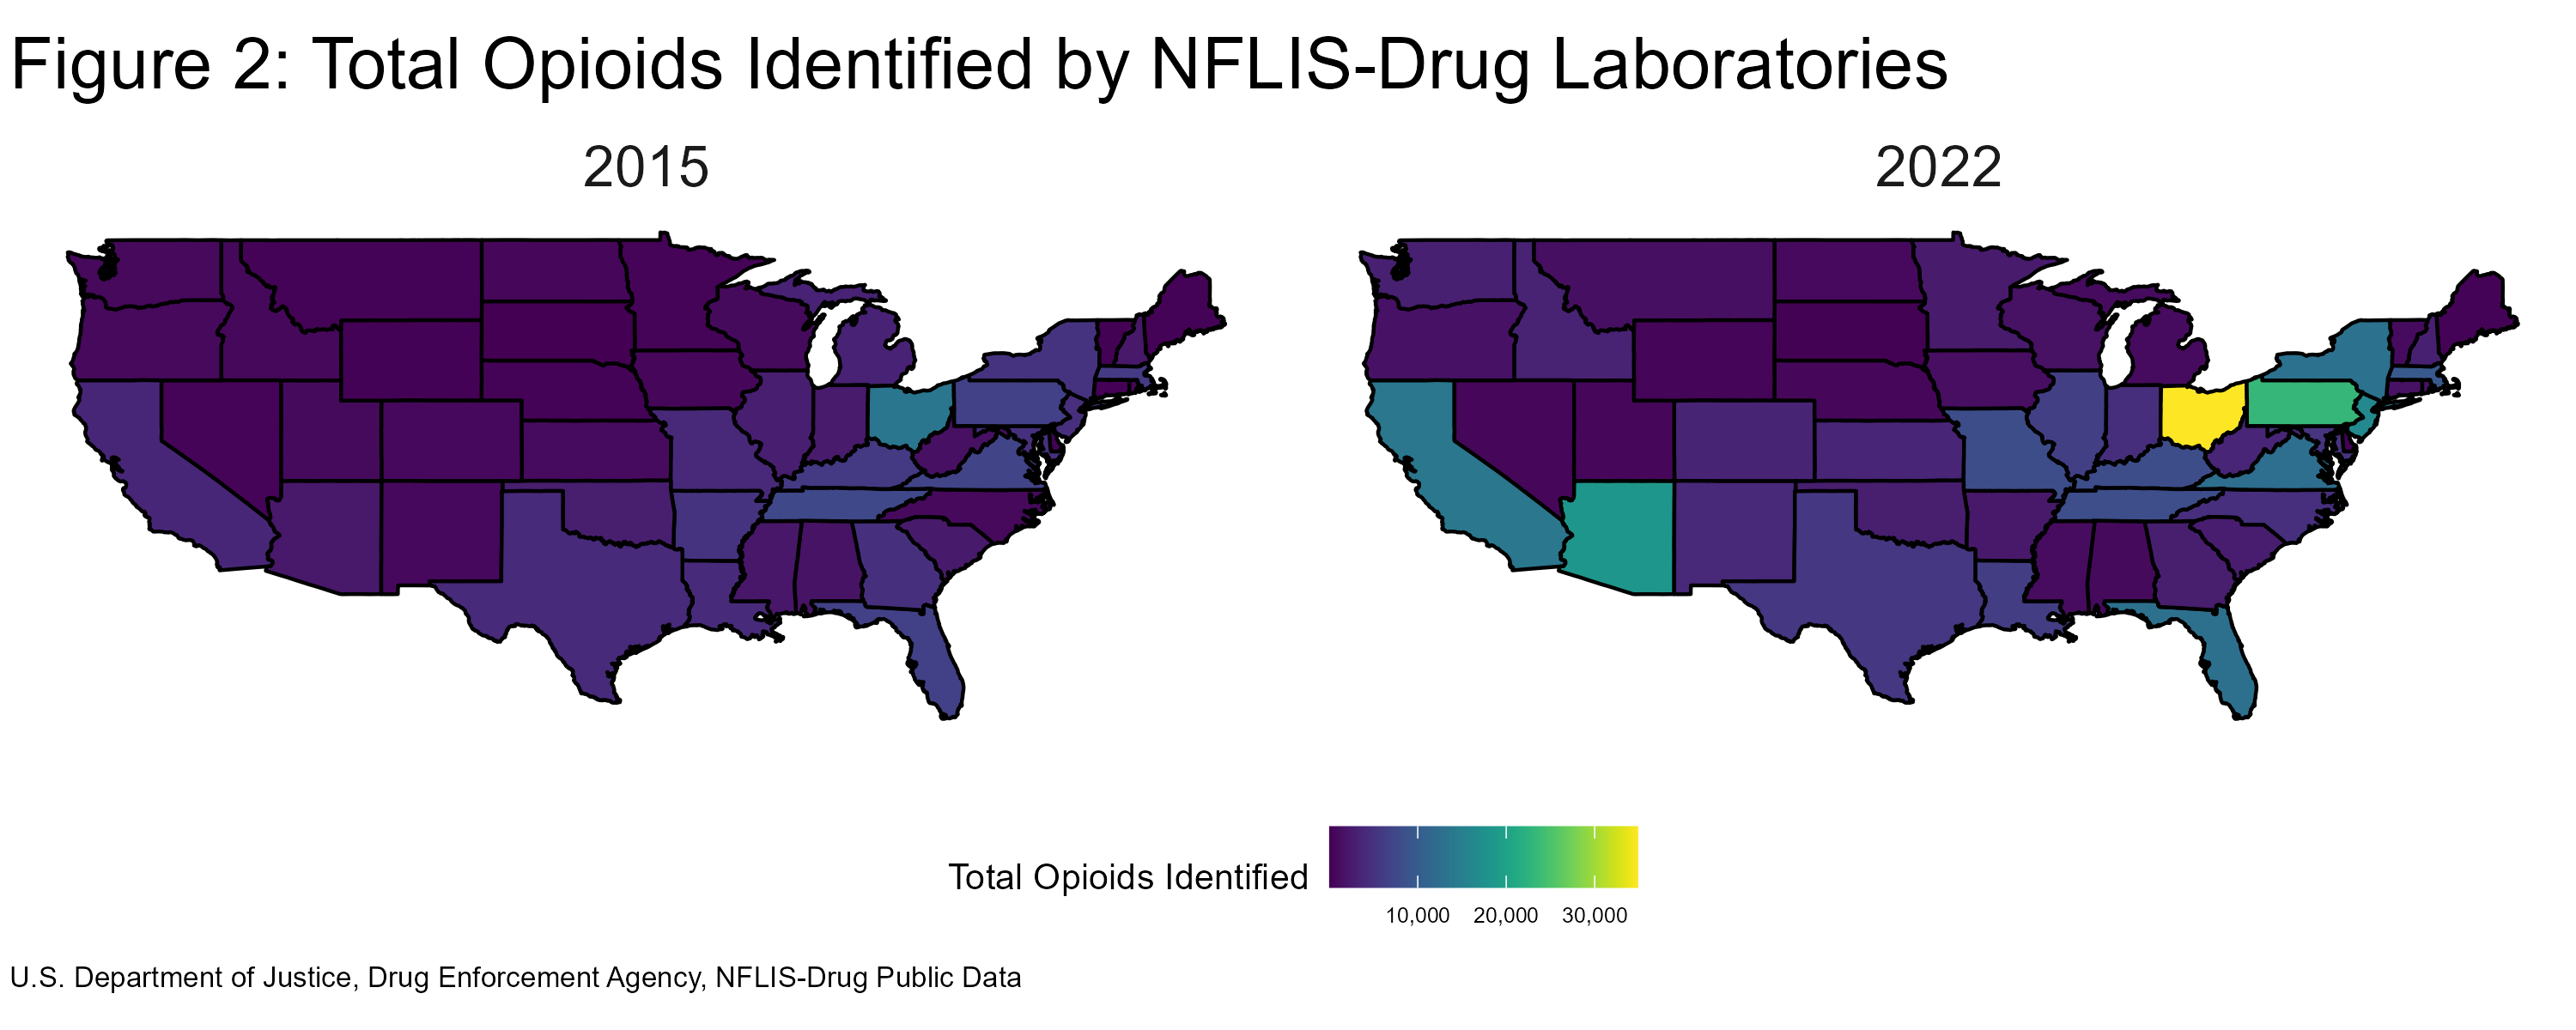 Figure 2: Total Opioids Identified by NFLIS-Drug Laboratories
2015
2022
Total Opioids Identified
10,000
20,000
30,000
U.S. Department of Justice, Drug Enforcement Agency, NFLIS-Drug Public Data